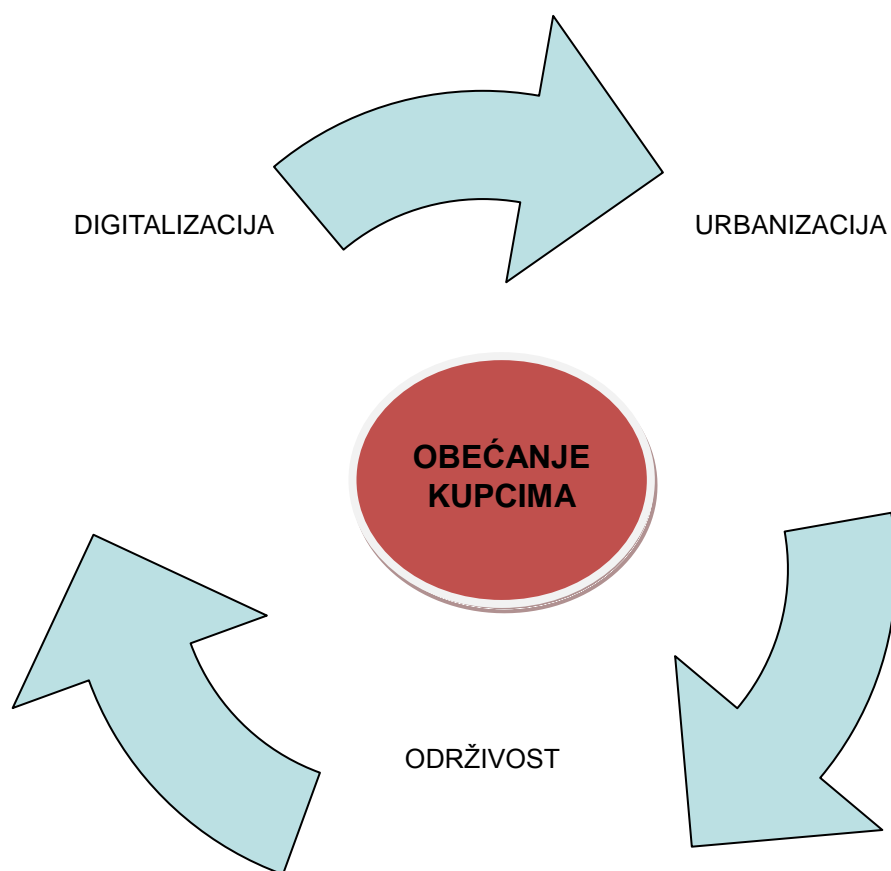 DIGITALIZACIJA
URBANIZACIJA
OBEĆANJE
KUPCIMA
ODRŽIVOST